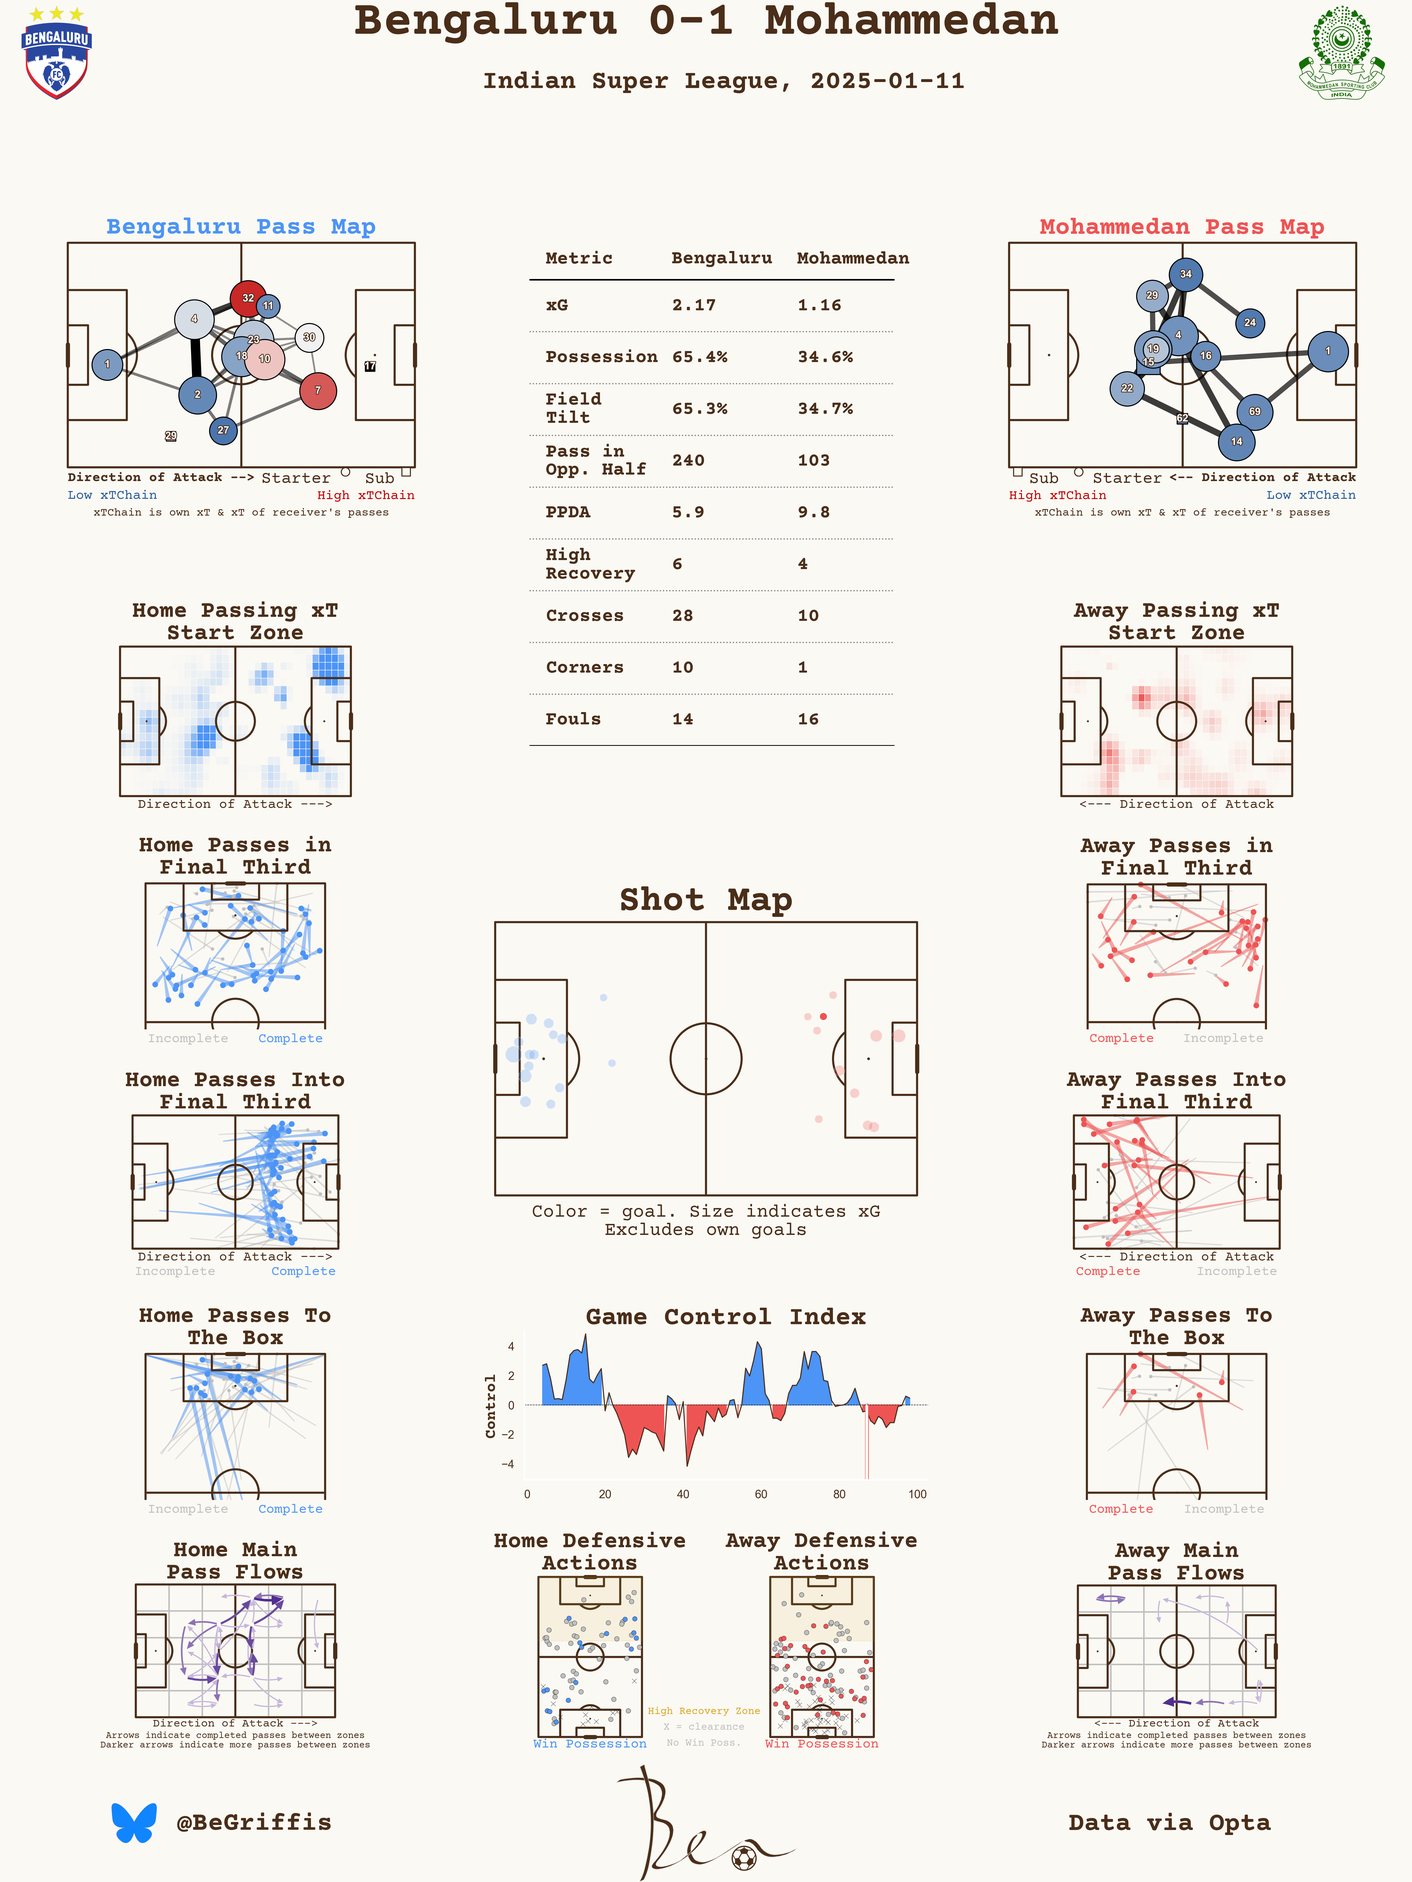 Bengaluru 0-1 Mohammedan
Indian Super League, 2025-01-11
BENGALURU
FC
1891
MOHAMMEDAN SPORTING CLUB
INDIA
Bengaluru Pass Map
32
11
4
23
30
18
10
1
17
2
7
27
29
Direction of Attack --> Starter Sub
Low xTChain High xTChain
xTChain is own xT & xT of receiver's passes
Metric Bengaluru Mohammedan
xG 2.17 1.16
Possession 65.4% 34.6%
Field
Tilt 65.3% 34.7%
Pass in
Opp. Half 240 103
PPDA 5.9 9.8
High
Recovery 6 4
Crosses 28 10
Corners 10 1
Fouls 14 16
Mohammedan Pass Map
34
29
24
4
19
15
16
1
22
69
62
14
Sub Starter <-- Direction of Attack
High xTChain Low xTChain
xTChain is own xT & xT of receiver's passes
Home Passing xT
Start Zone
Direction of Attack --->
Away Passing xT
Start Zone
<--- Direction of Attack
Home Passes in
Final Third
Incomplete Complete
Shot Map
Color = goal. Size indicates xG
Excludes own goals
Away Passes in
Final Third
Complete Incomplete
Home Passes Into
Final Third
Direction of Attack --->
Incomplete Complete
Away Passes Into
Final Third
<--- Direction of Attack
Complete Incomplete
Home Passes To
The Box
Incomplete Complete
Game Control Index
Control
4
2
0
−2
−4
0 20 40 60 80 100
Away Passes To
The Box
Complete Incomplete
Home Main
Pass Flows
Direction of Attack --->
Arrows indicate completed passes between zones
Darker arrows indicate more passes between zones
Home Defensive
Actions
Win Possession
High Recovery Zone
X = clearance
No Win Poss.
Away Defensive
Actions
Win Possession
Away Main
Pass Flows
<--- Direction of Attack
Arrows indicate completed passes between zones
Darker arrows indicate more passes between zones
@BeGriffis
Ben
Data via Opta